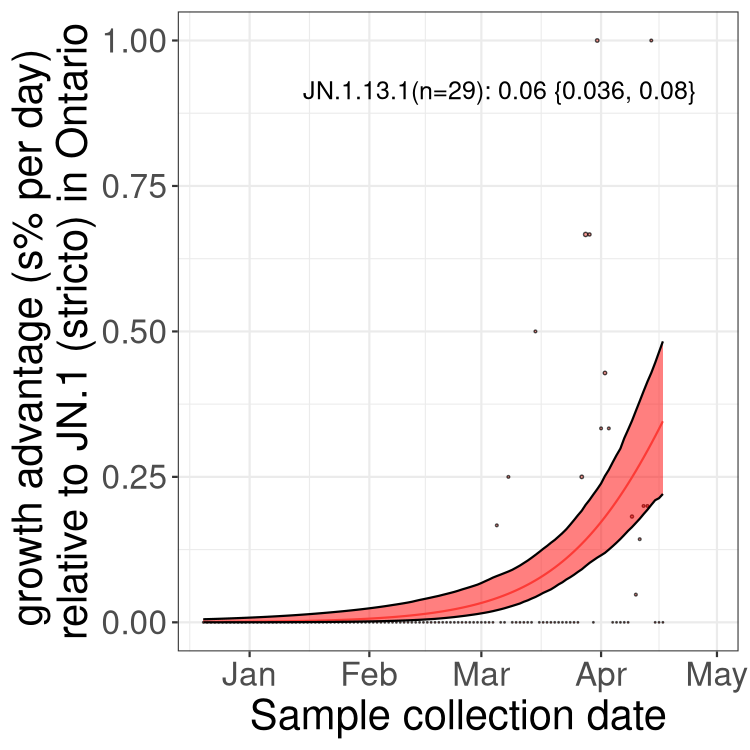 growth advantage (s% per day)
relative to JN.1 (stricto) in Ontario
1.00
0.75
0.50
0.25
0.00
JN.1.13.1(n=29): 0.06 {0.036, 0.08}
Jan Feb Mar Apr May
Sample collection date